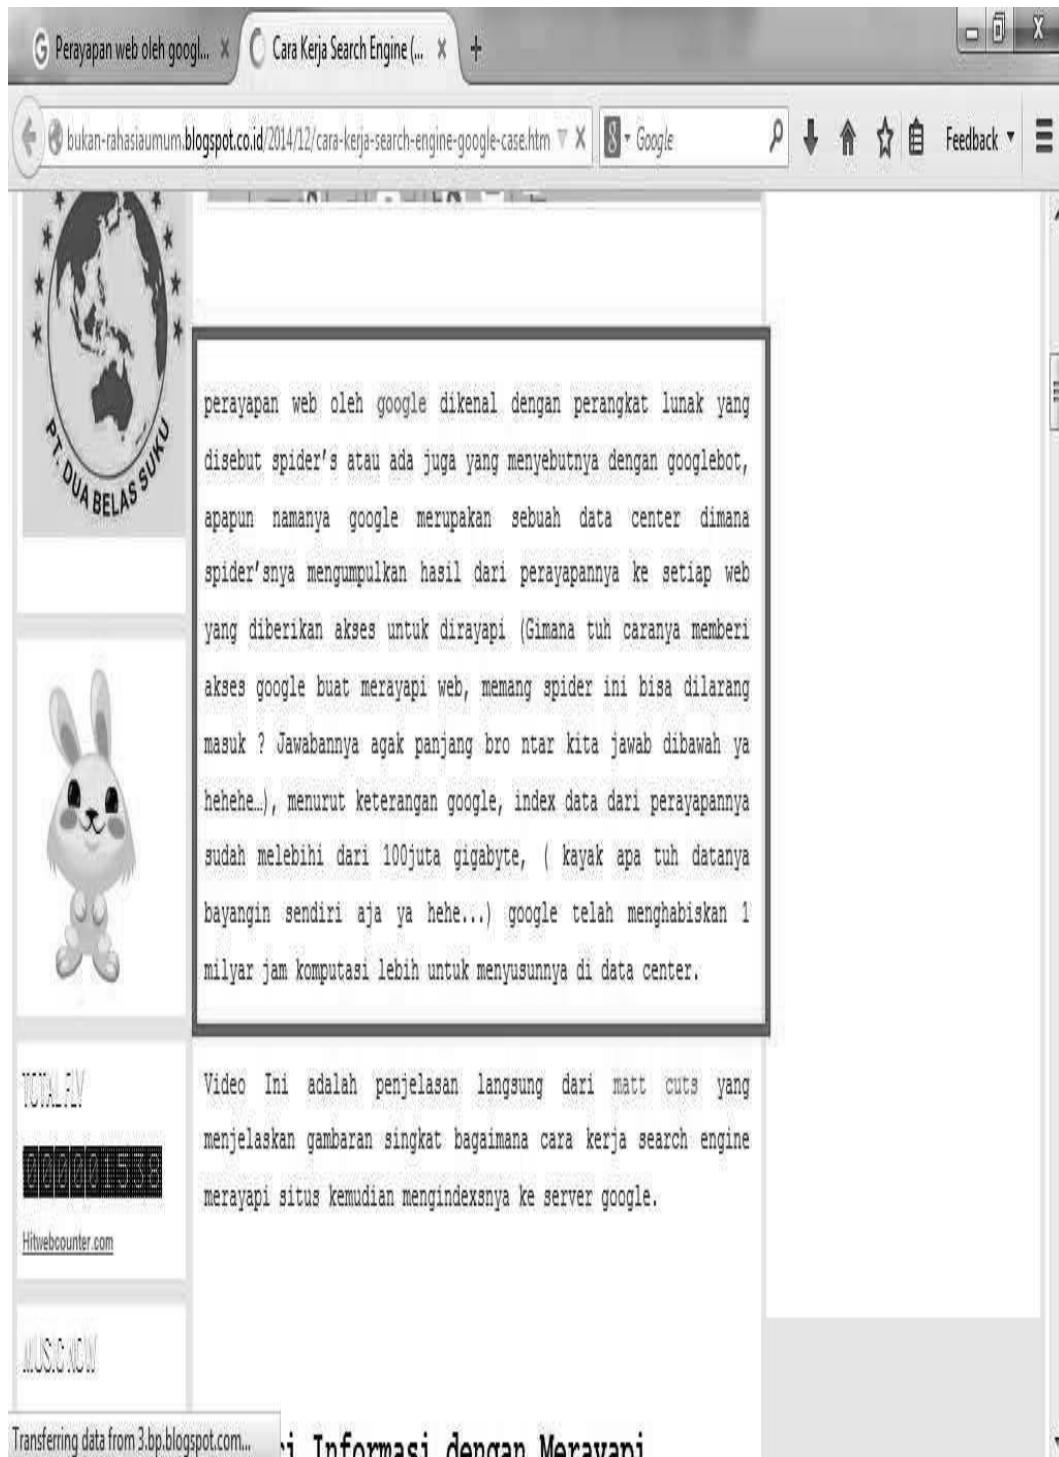 Perayapan web oleh googl...
Cara Kerja Search Engine (...
bukan-rahasiaumum.blogspot.co.id/2014/12/cara-kerja-search-engine-google-case.htm
Google
Feedback
PT. DUA BELAS SUKU
perayapan web oleh google dikenal dengan perangkat lunak yang
disebut spider's atau ada juga yang menyebutnya dengan googlebot,
apapun namanya google merupakan sebuah data center dimana
spider'snya mengumpulkan hasil dari perayapannya ke setiap web
yang diberikan akses untuk dirayapi (Gimana tuh caranya memberi
akses google buat merayapi web, memang spider ini bisa dilarang
masuk ? Jawabannya agak panjang bro ntar kita jawab dibawah ya
hehehe…), menurut keterangan google, index data dari perayapannya
sudah melebihi dari 100juta gigabyte, ( kayak apa tuh datanya
bayangin sendiri aja ya hehe...) google telah menghabiskan 1
milyar jam komputasi lebih untuk menyusunnya di data center.
Video Ini adalah penjelasan langsung dari matt cuts yang
menjelaskan gambaran singkat bagaimana cara kerja search engine
merayapi situs kemudian mengindexsnya ke server google.
TOTAL FLY
00001538
Hitwebcounter.com
MUSIC NOW
Transferring data from 3.bp.blogspot.com...
Informasi dengan Merayapi